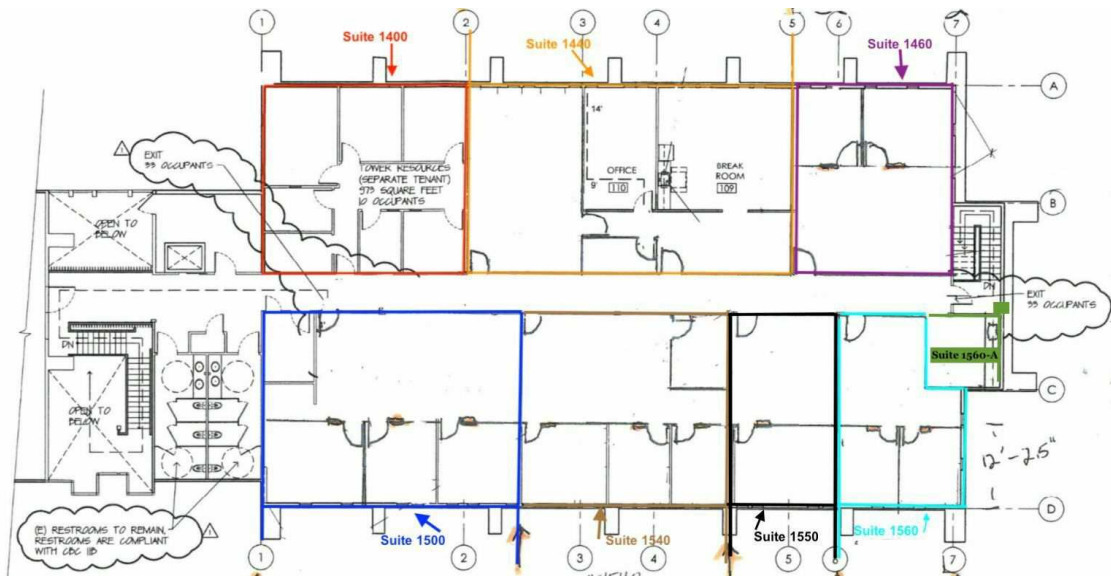 1
2
3
4
5
6
7
Suite 1400
Suite 1440
Suite 1460
A
EXIT
33 OCCUPANTS
1
14'
TOWER RESOURCES
(SEPARATE TENANT)
973 SQUARE FEET
10 OCCUPANTS
OFFICE
110
9'
BREAK
ROOM
109
B
OPEN TO
BELOW
DN
EXIT
33 OCCUPANTS
DN
Suite 1560-A
C
OPEN TO
BELOW
12'-2.5"
(E) RESTROOMS TO REMAIN.
RESTROOMS ARE COMPLIANT
WITH CBC 11B
1
D
Suite 1500
Suite 1540
Suite 1550
Suite 1560
1
2
3
4
5
6
7